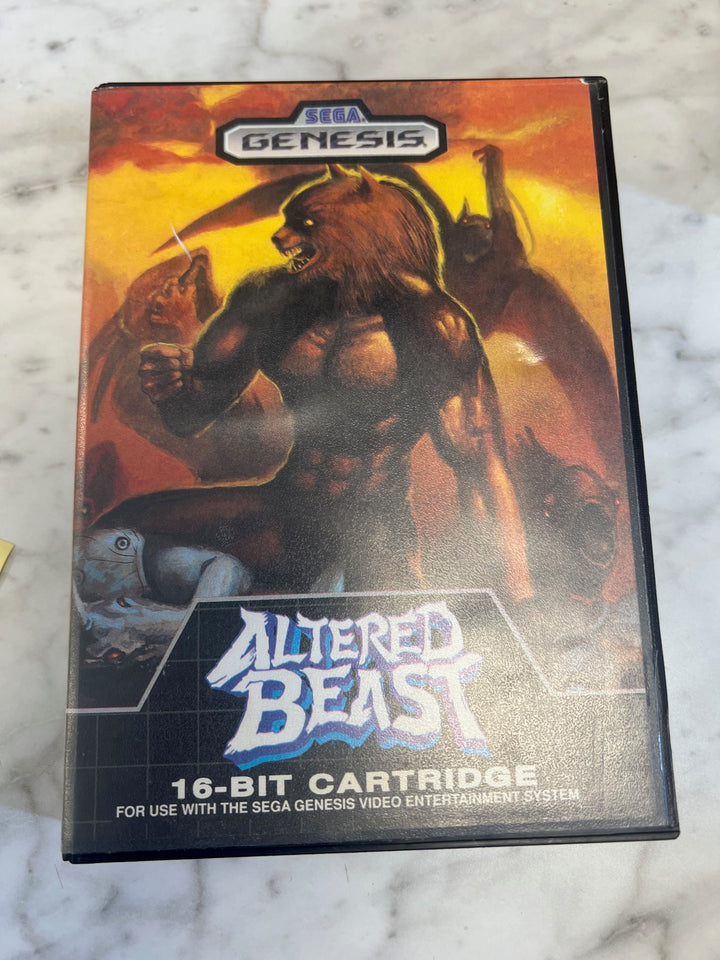 SEGA
GENESIS
ALTERED
BEAST
16-BIT CARTRIDGE
FOR USE WITH THE SEGA GENESIS VIDEO ENTERTAINMENT SYSTEM